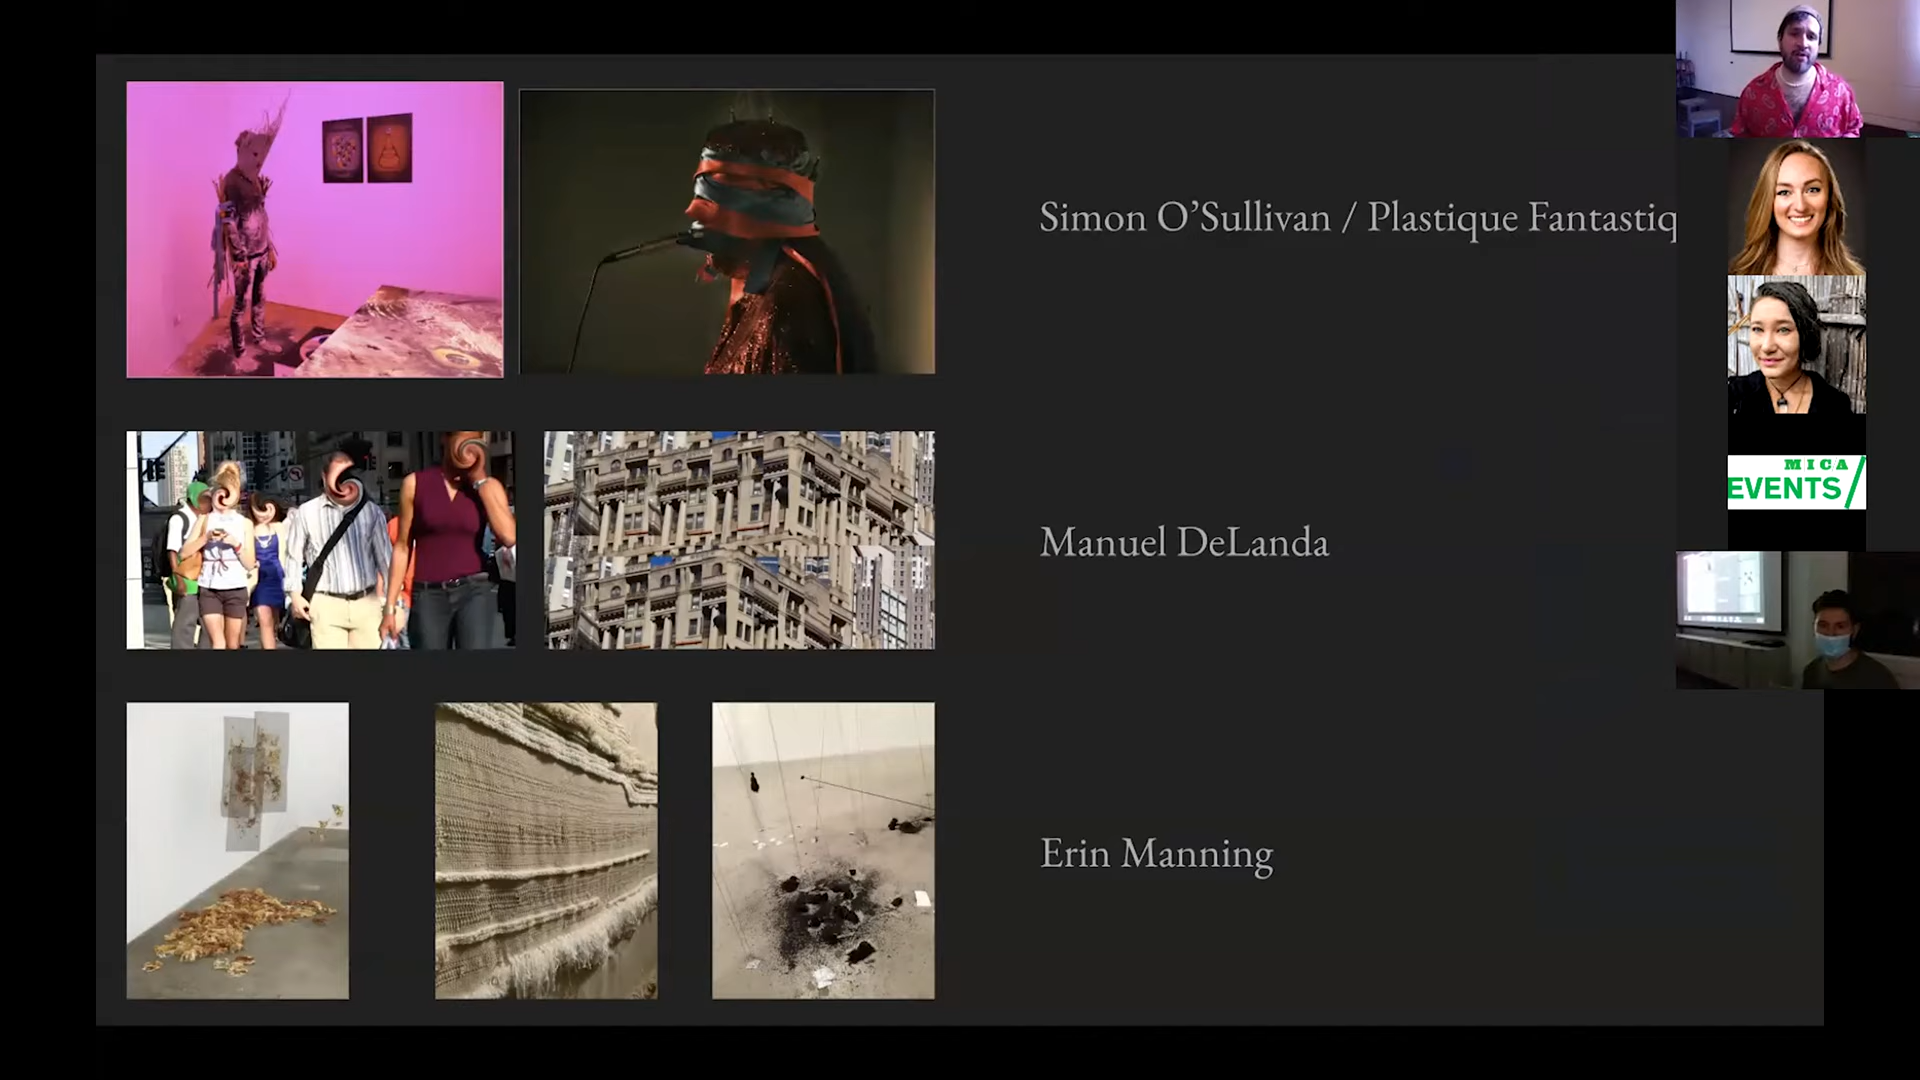 Simon O’Sullivan / Plastique Fantastiq
Manuel DeLanda
Erin Manning
MICA
EVENTS/